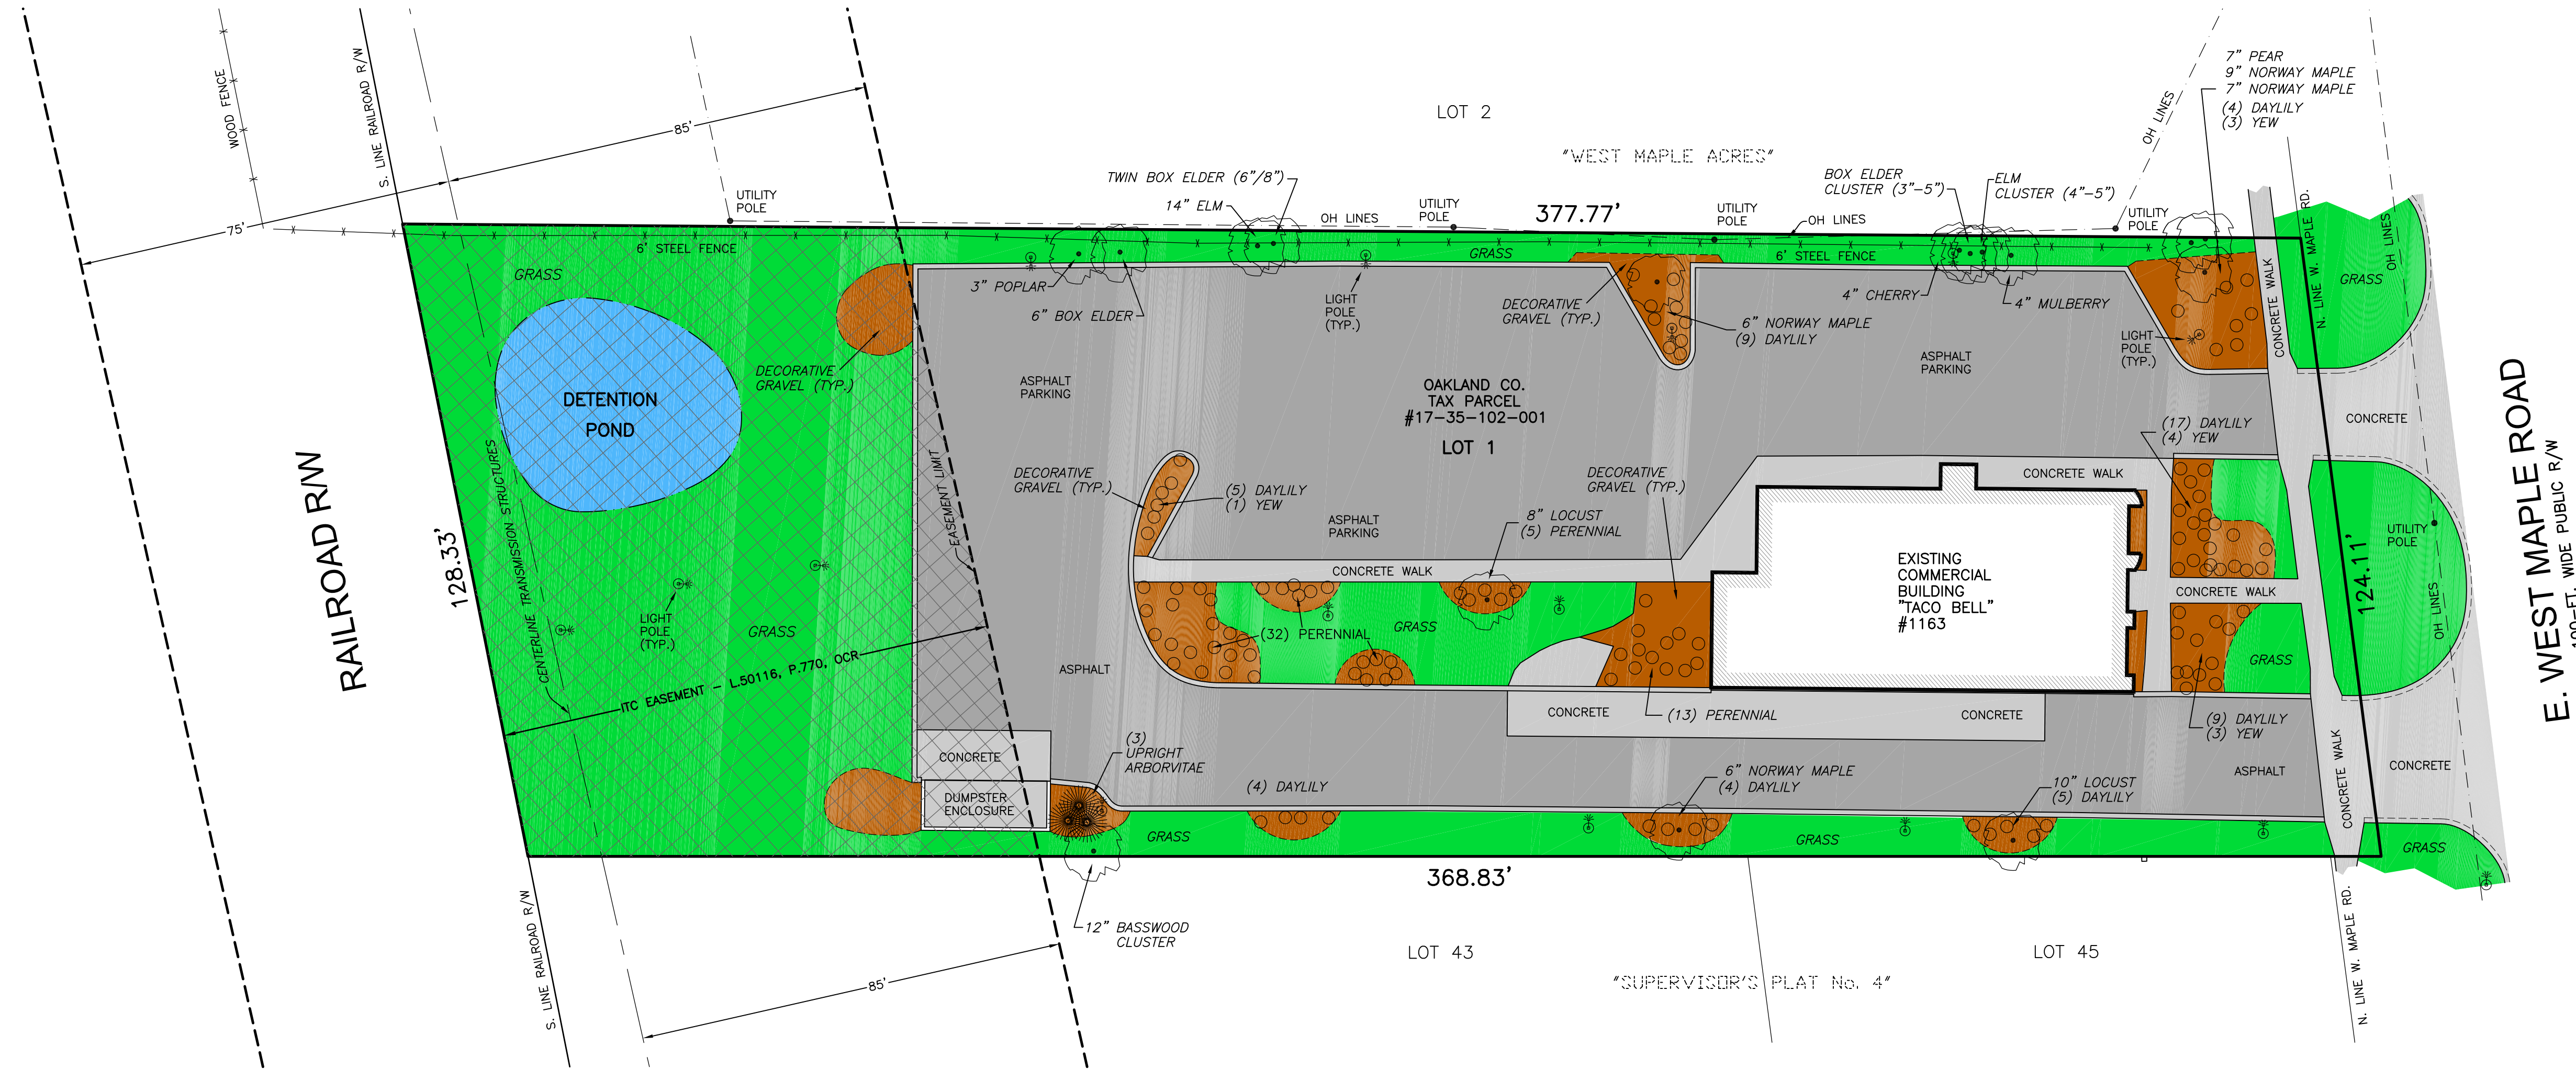 WOOD FENCE
S. LINE RAILROAD R/W
75'
85'
RAILROAD R/W
128.33'
S. LINE RAILROAD R/W
85'
UTILITY
POLE
6' STEEL FENCE
GRASS
DETENTION
POND
DECORATIVE
GRAVEL (TYP.)
CENTERLINE TRANSMISSION STRUCTURES
LIGHT
POLE
(TYP.)
GRASS
ITC EASEMENT - L.50116, P.770, OCR
EASEMENT LIMIT
CONCRETE
DUMPSTER
ENCLOSURE
LOT 2
"WEST MAPLE ACRES"
TWIN BOX ELDER (6"/8")
14" ELM
OH LINES
UTILITY
POLE
377.77'
UTILITY
POLE
OH LINES
BOX ELDER
CLUSTER (3"-5")
ELM
CLUSTER (4"-5")
UTILITY
POLE
OH LINES
7" PEAR
9" NORWAY MAPLE
7" NORWAY MAPLE
(4) DAYLILY
(3) YEW
GRASS
6' STEEL FENCE
3" POPLAR
6" BOX ELDER
LIGHT
POLE
(TYP.)
DECORATIVE
GRAVEL (TYP.)
6" NORWAY MAPLE
(9) DAYLILY
4" CHERRY
4" MULBERRY
LIGHT
POLE
(TYP.)
CONCRETE WALK
N. LINE W. MAPLE RD.
GRASS
OH LINES
ASPHALT
PARKING
OAKLAND CO.
TAX PARCEL
#17-35-102-001
LOT 1
ASPHALT
PARKING
CONCRETE
(17) DAYLILY
(4) YEW
DECORATIVE
GRAVEL (TYP.)
(5) DAYLILY
(1) YEW
ASPHALT
PARKING
8" LOCUST
(5) PERENNIAL
DECORATIVE
GRAVEL (TYP.)
CONCRETE WALK
CONCRETE WALK
EXISTING
COMMERCIAL
BUILDING
"TACO BELL"
#1163
CONCRETE WALK
UTILITY
POLE
124.11'
OH LINES
E. WEST MAPLE ROAD
100-FT. WIDE PUBLIC R/W
(32) PERENNIAL
GRASS
GRASS
ASPHALT
CONCRETE
(13) PERENNIAL
CONCRETE
(9) DAYLILY
(3) YEW
(3)
UPRIGHT
ARBORVITAE
(4) DAYLILY
6" NORWAY MAPLE
(4) DAYLILY
10" LOCUST
(5) DAYLILY
ASPHALT
CONCRETE WALK
CONCRETE
GRASS
GRASS
GRASS
368.83'
12" BASSWOOD
CLUSTER
LOT 43
LOT 45
"SUPERVISOR'S PLAT No. 4"
N. LINE W. MAPLE RD.